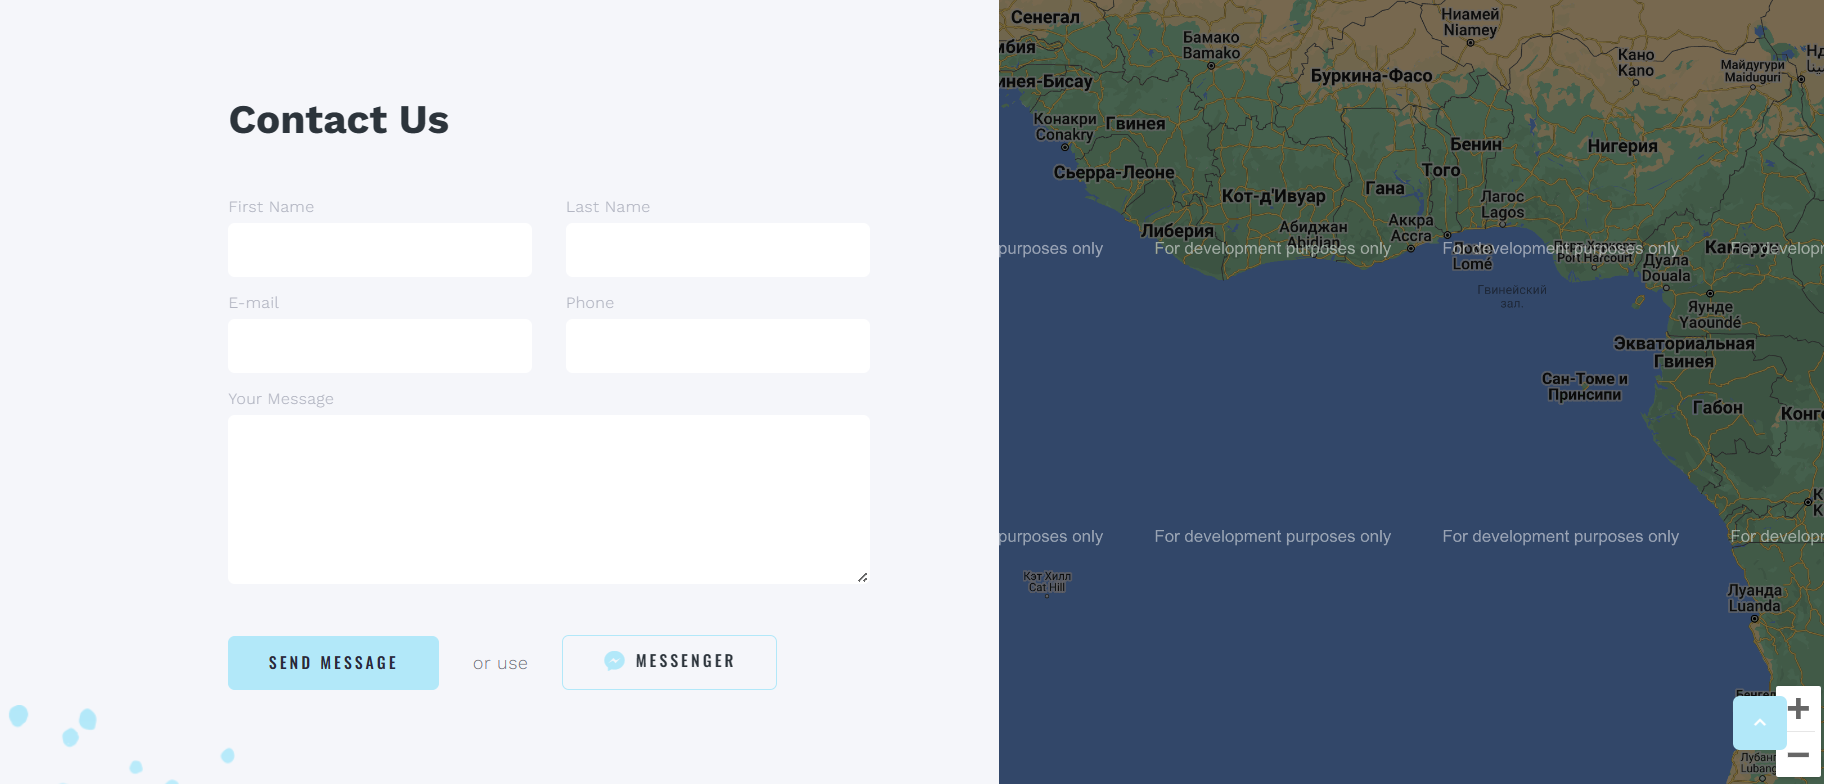 Contact Us
First Name
Last Name
E-mail
Phone
Your Message
SEND MESSAGE
or use
MESSENGER
Сенегал
мбия
инея-Бисау
Бамако
Bamako
Ниамей
Niamey
Буркина-Фасо
Кано
Kano
Майдугури
Maiduguri
Конакри
Conakry
Гвинея
Сьерра-Леоне
Бенин
Нигерия
Того
Гана
Кот-д'Ивуар
Лагос
Lagos
Либерия
Абиджан
Abidjan
Аккра
Accra
purposes only
For development purposes only
For development purposes only
For develop
Lomé
Port Harcourt
Дуала
Douala
Гвинейский
зал.
Яунде
Yaoundé
Экваториальная
Гвинея
Сан-Томе и
Принсипи
Габон
Конго
purposes only
For development purposes only
For development purposes only
For develop
Кэт Хилл
Cat Hill
Луанда
Luanda